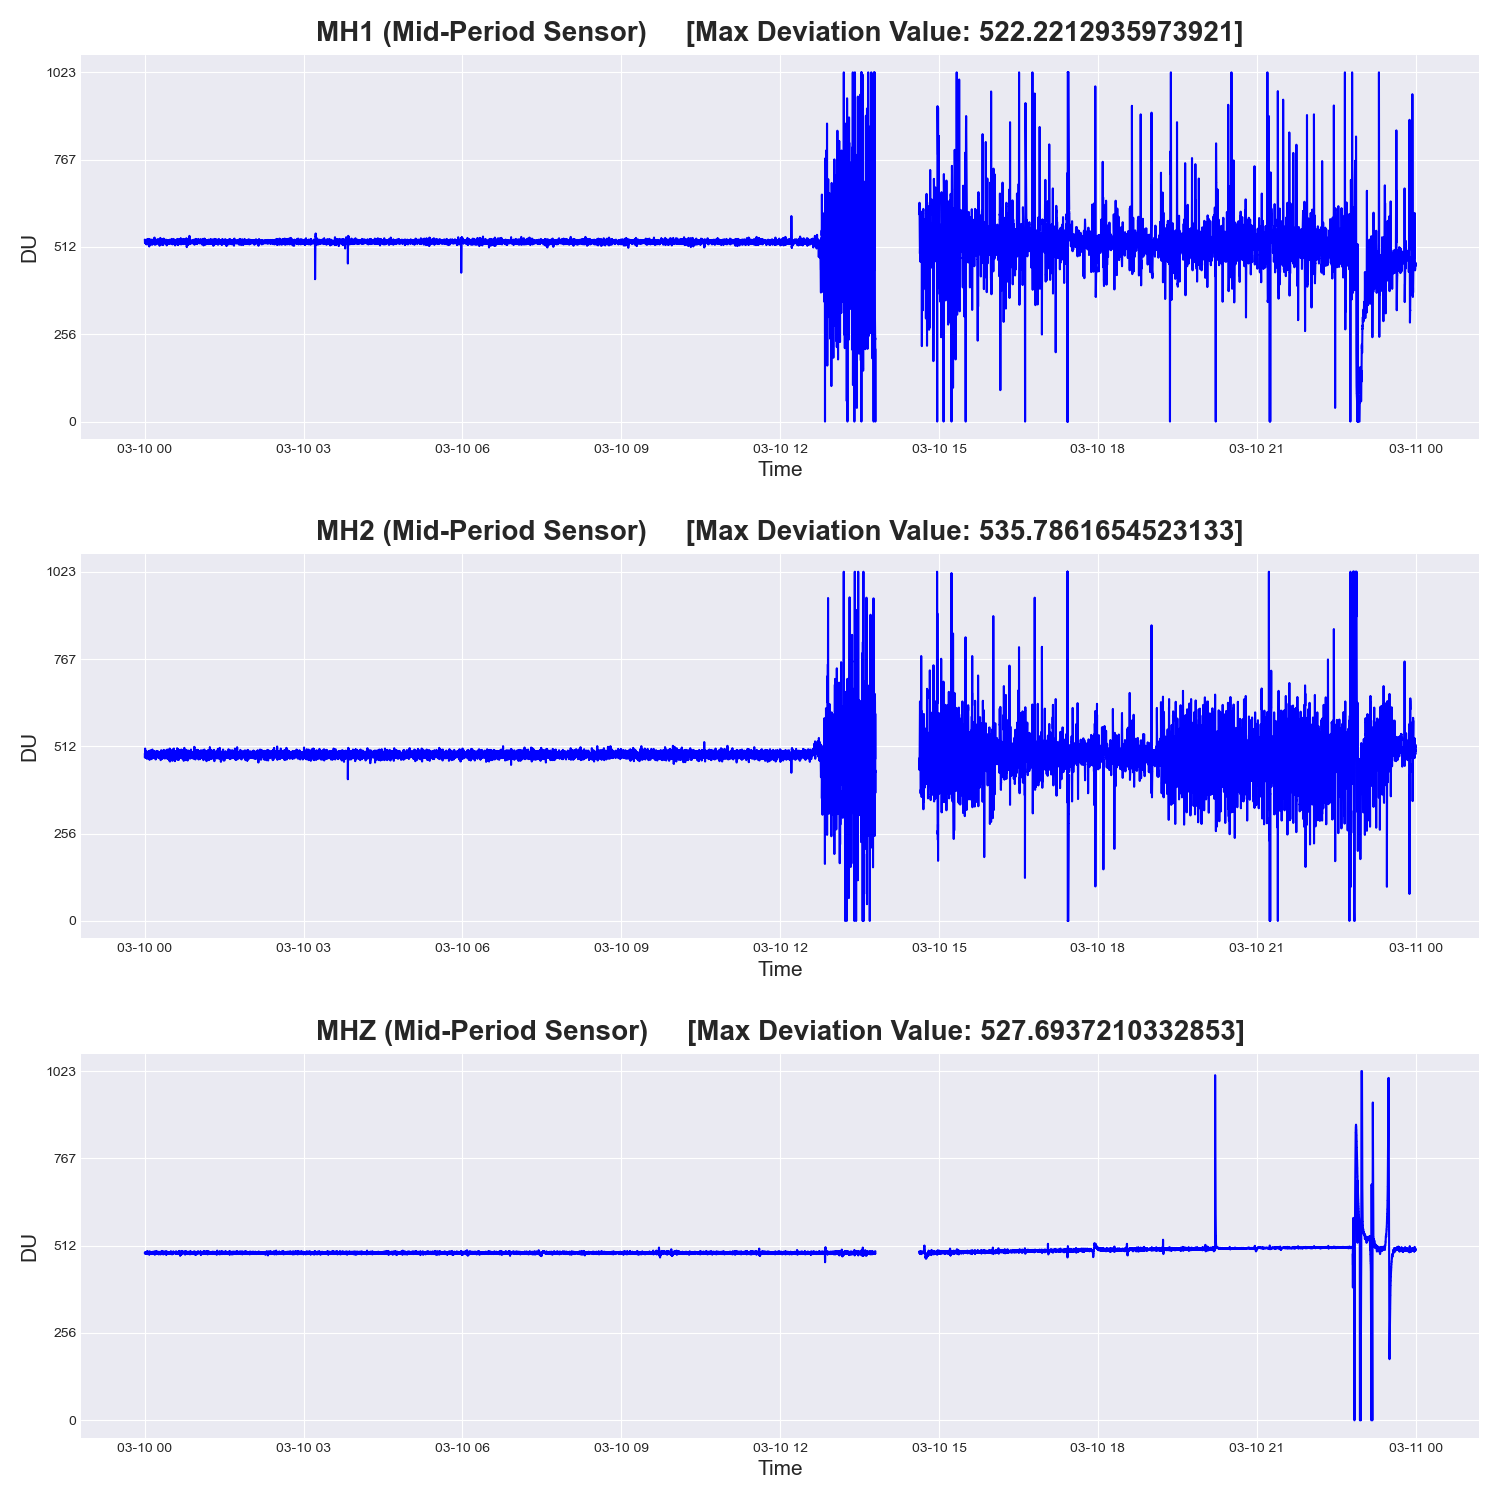 MH1 (Mid-Period Sensor) [Max Deviation Value: 522.2212935973921]
1023
767
512
256
0
DU
03-10 00 03-10 03 03-10 06 03-10 09 03-10 12 03-10 15 03-10 18 03-10 21 03-11 00
Time
MH2 (Mid-Period Sensor) [Max Deviation Value: 535.7861654523133]
1023
767
512
256
0
DU
03-10 00 03-10 03 03-10 06 03-10 09 03-10 12 03-10 15 03-10 18 03-10 21 03-11 00
Time
MHZ (Mid-Period Sensor) [Max Deviation Value: 527.6937210332853]
1023
767
512
256
0
DU
03-10 00 03-10 03 03-10 06 03-10 09 03-10 12 03-10 15 03-10 18 03-10 21 03-11 00
Time